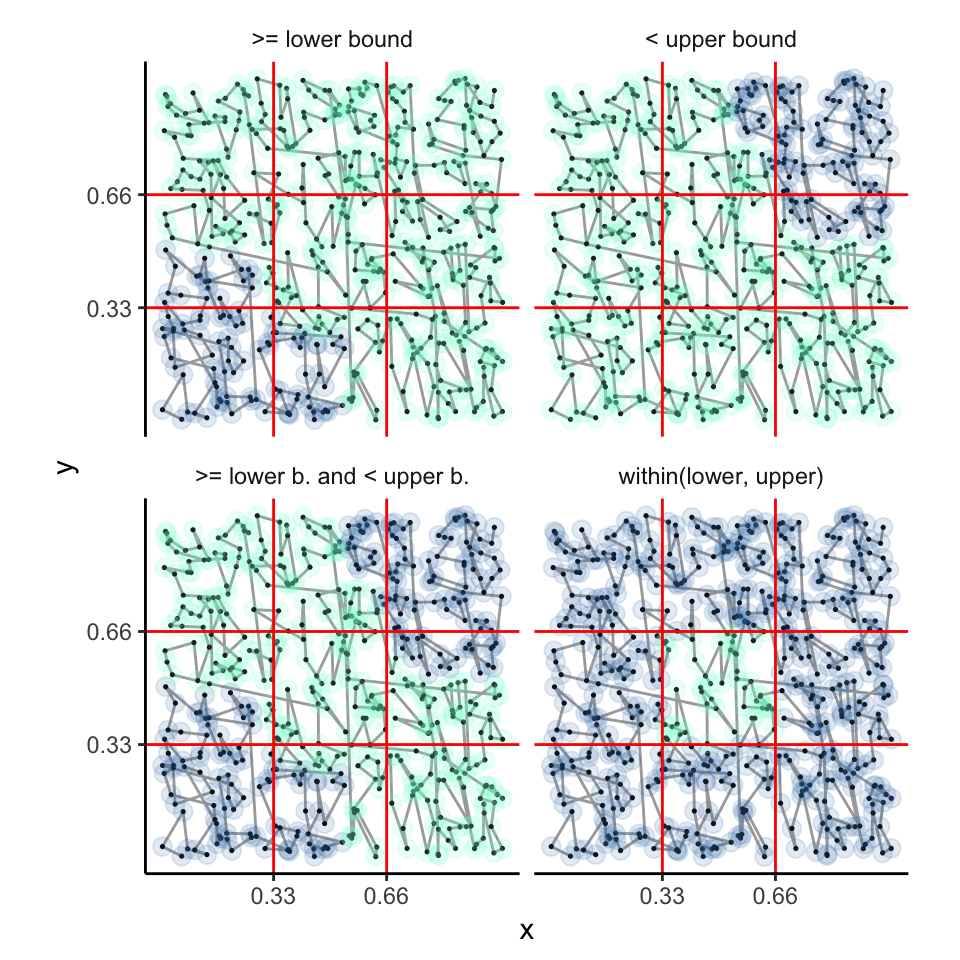 >= lower bound
< upper bound
0.66
0.33
y
>= lower b. and < upper b.
within(lower, upper)
0.66
0.33
0.33
0.66
0.33
0.66
x